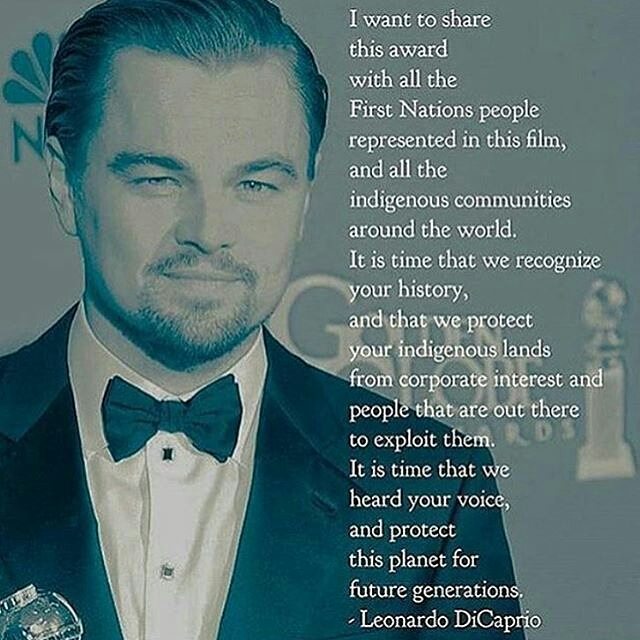 I want to share
this award
with all the
First Nations people
represented in this film,
and all the
indigenous communities
around the world.
It is time that we recognize
your history,
and that we protect
your indigenous lands
from corporate interest and
people that are out there
to exploit them.
It is time that we
heard your voice,
and protect
this planet for
future generations.
- Leonardo DiCaprio